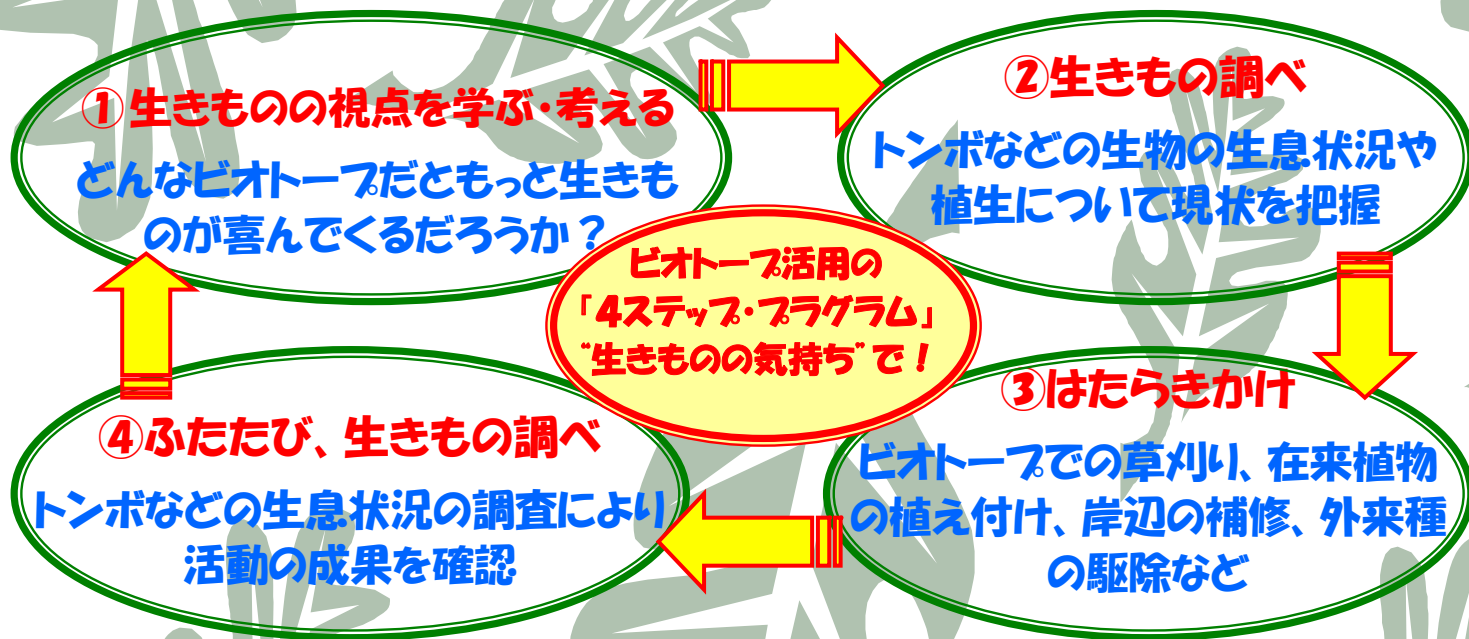 ①生きものの視点を学ぶ・考える
どんなビオトープだともっと生きも
のが喜んでくるだろうか？
②生きもの調べ
トンボなどの生物の生息状況や
植生について現状を把握
ビオトープ活用の
「4ステップ・プラグラム」
“生きものの気持ち”で！
③はたらきかけ
ビオトープでの草刈り、在来植物
の植え付け、岸辺の補修、外来種
の駆除など
④ふたたび、生きもの調べ
トンボなどの生息状況の調査により
活動の成果を確認